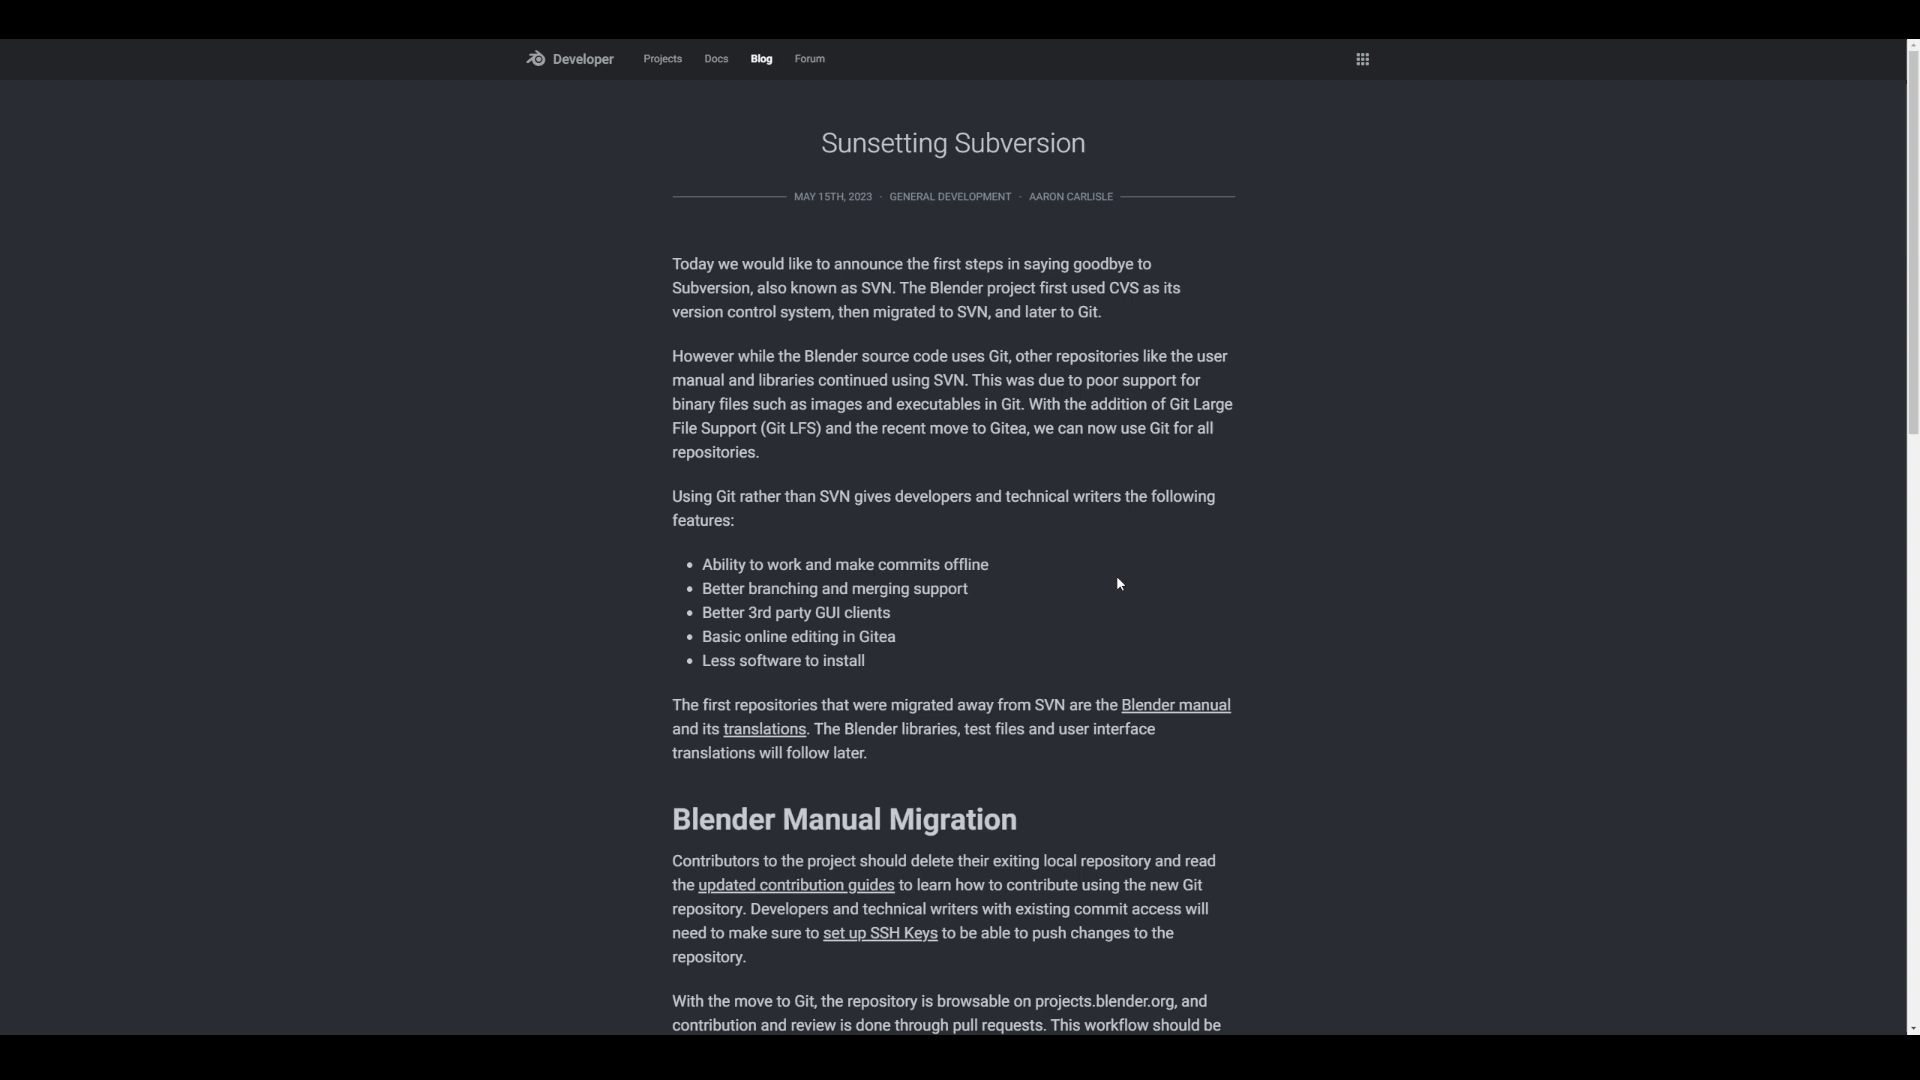 Developer Projects Docs Blog Forum
Sunsetting Subversion
MAY 15TH, 2023 · GENERAL DEVELOPMENT · AARON CARLISLE
Today we would like to announce the first steps in saying goodbye to
Subversion, also known as SVN. The Blender project first used CVS as its
version control system, then migrated to SVN, and later to Git.
However while the Blender source code uses Git, other repositories like the user
manual and libraries continued using SVN. This was due to poor support for
binary files such as images and executables in Git. With the addition of Git Large
File Support (Git LFS) and the recent move to Gitea, we can now use Git for all
repositories.
Using Git rather than SVN gives developers and technical writers the following
features:
• Ability to work and make commits offline
• Better branching and merging support
• Better 3rd party GUI clients
• Basic online editing in Gitea
• Less software to install
The first repositories that were migrated away from SVN are the Blender manual
and its translations. The Blender libraries, test files and user interface
translations will follow later.
Blender Manual Migration
Contributors to the project should delete their exiting local repository and read
the updated contribution guides to learn how to contribute using the new Git
repository. Developers and technical writers with existing commit access will
need to make sure to set up SSH Keys to be able to push changes to the
repository.
With the move to Git, the repository is browsable on projects.blender.org, and
contribution and review is done through pull requests. This workflow should be